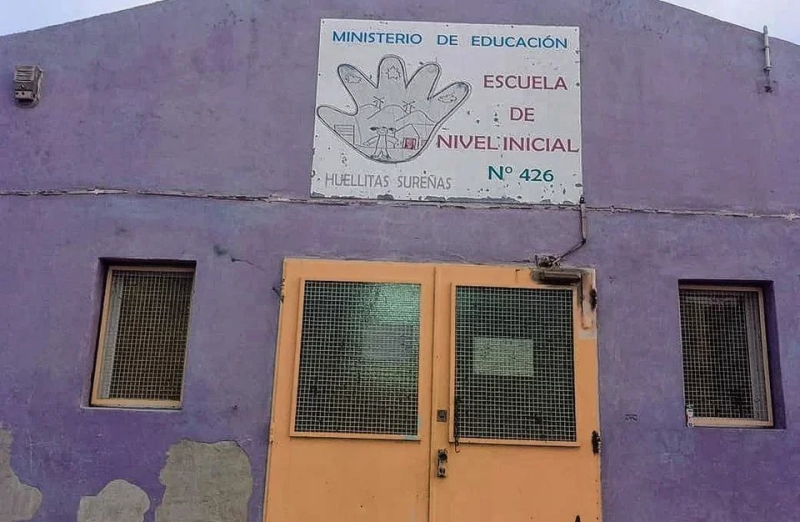 MINISTERIO DE EDUCACIÓN
ESCUELA
DE
NIVEL INICIAL
Nº 426
HUELLITAS SUREÑAS